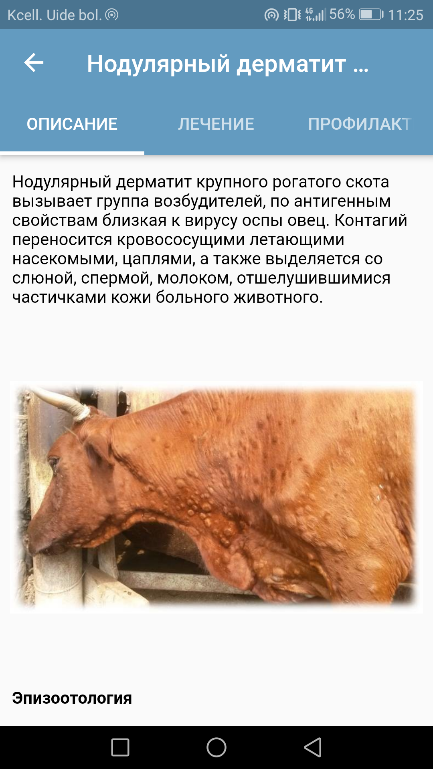 Kcell. Uide bol. 56% 11:25
Нодулярный дерматит ...
ОПИСАНИЕ ЛЕЧЕНИЕ ПРОФИЛАКТ
Нодулярный дерматит крупного рогатого скота
вызывает группа возбудителей, по антигенным
свойствам близкая к вирусу оспы овец. Контагий
переносится кровососущими летающими
насекомыми, цаплями, а также выделяется со
слюной, спермой, молоком, отшелушившимися
частичками кожи больного животного.
Эпизоотология